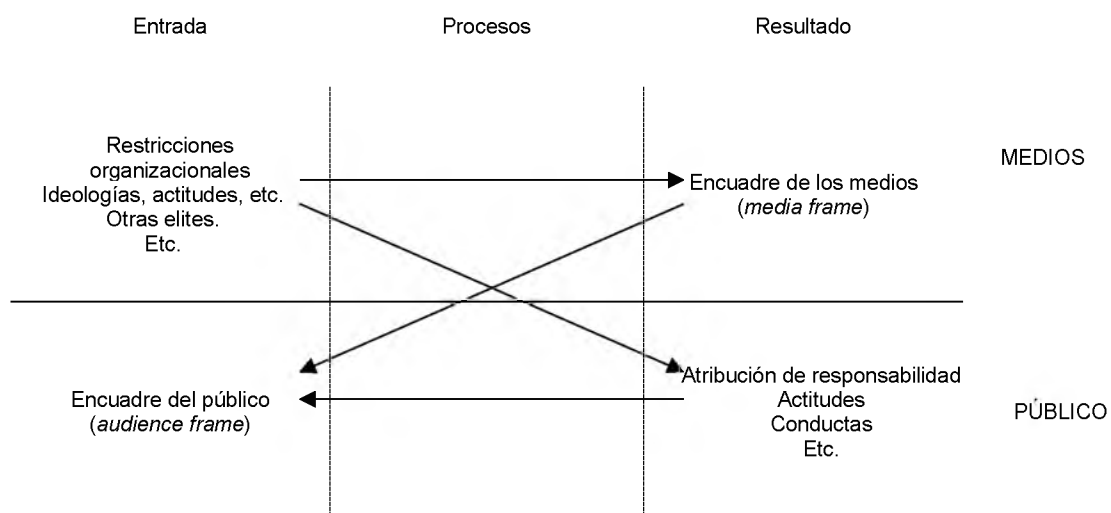 Entrada
Procesos
Resultado
Restricciones
organizacionales
Ideologías, actitudes, etc.
Otras elites.
Etc.
Encuadre de los medios
(media frame)
MEDIOS
Encuadre del público
(audience frame)
Atribución de responsabilidad
Actitudes
Conductas
Etc.
PÚBLICO